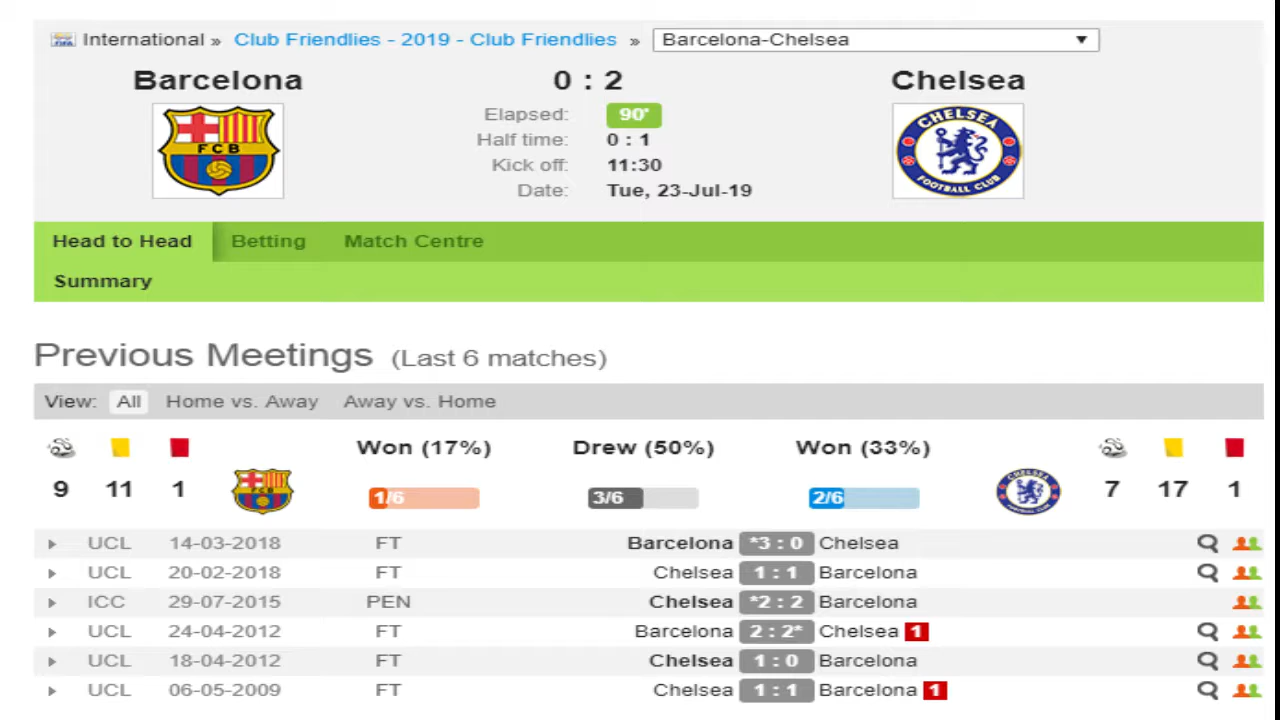 International » Club Friendlies - 2019 - Club Friendlies » Barcelona-Chelsea ▼
Barcelona 0 : 2 Chelsea
FCB
CHELSEA
FOOTBALL CLUB
Elapsed: 90'
Half time: 0 : 1
Kick off: 11:30
Date: Tue, 23-Jul-19
Head to Head Betting Match Centre
Summary
Previous Meetings (Last 6 matches)
View: All Home vs. Away Away vs. Home
Won (17%) Drew (50%) Won (33%)
9 11 1 1/6 3/6 2/6 7 17 1
UCL 14-03-2018 FT Barcelona *3 : 0 Chelsea
UCL 20-02-2018 FT Chelsea 1 : 1 Barcelona
ICC 29-07-2015 PEN Chelsea *2 : 2 Barcelona
UCL 24-04-2012 FT Barcelona 2 : 2* Chelsea 1
UCL 18-04-2012 FT Chelsea 1 : 0 Barcelona
UCL 06-05-2009 FT Chelsea 1 : 1 Barcelona 1